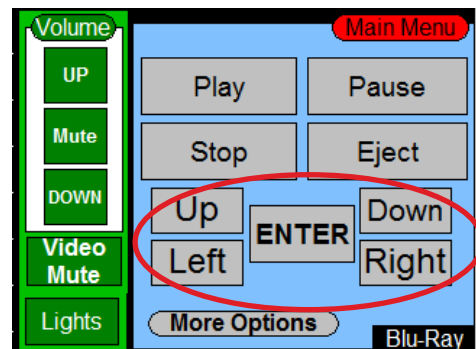 Volume
UP
Mute
DOWN
Video
Mute
Lights
Main Menu
Play
Pause
Stop
Eject
Up
ENTER
Down
Left
Right
More Options
Blu-Ray